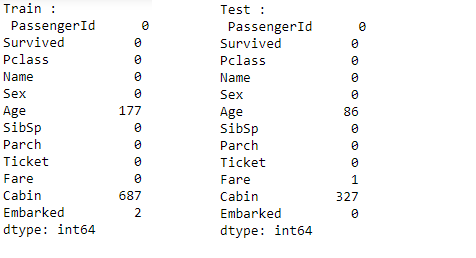 Train :
 PassengerId      0
Survived         0
Pclass           0
Name             0
Sex              0
Age            177
SibSp            0
Parch            0
Ticket           0
Fare             0
Cabin          687
Embarked         2
dtype: int64
Test :
 PassengerId      0
Survived         0
Pclass           0
Name             0
Sex              0
Age             86
SibSp            0
Parch            0
Ticket           0
Fare             1
Cabin          327
Embarked         0
dtype: int64